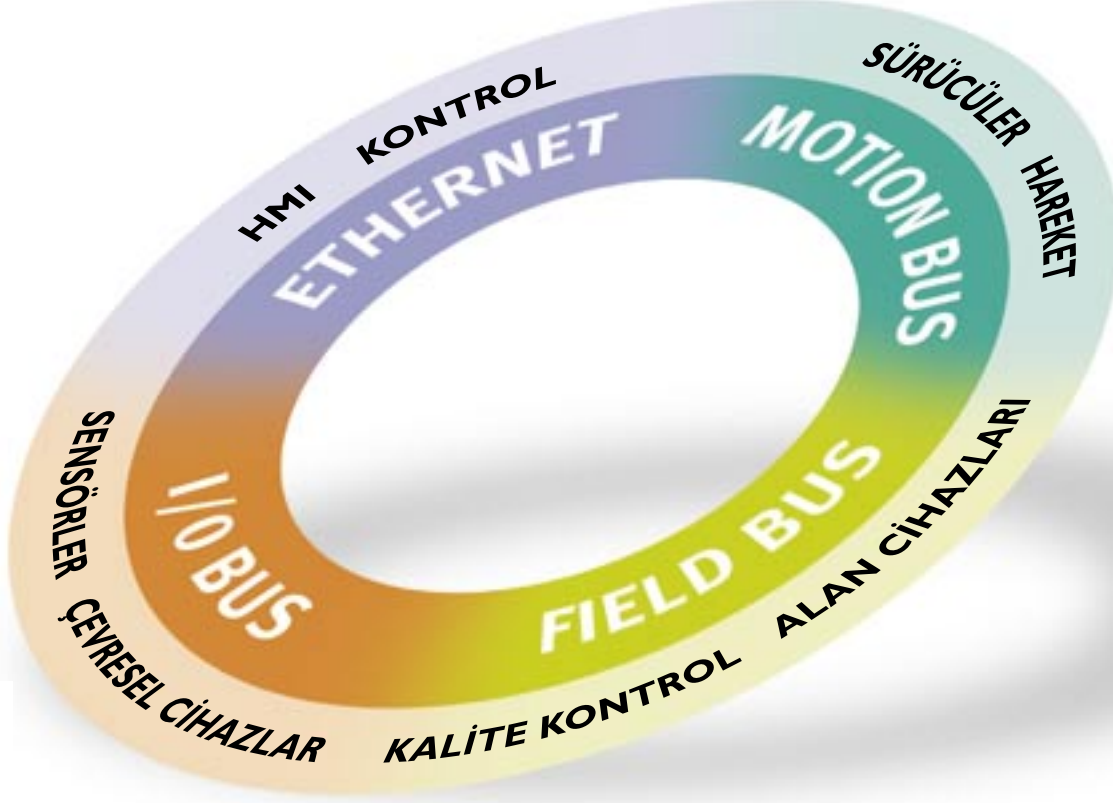 HMI KONTROL
SÜRÜCÜLER HAREKET
ETHERNET
MOTION BUS
I/O BUS
FIELD BUS
SENSÖRLER ÇEVRESEL CİHAZLAR
KALİTE KONTROL ALAN CİHAZLARI